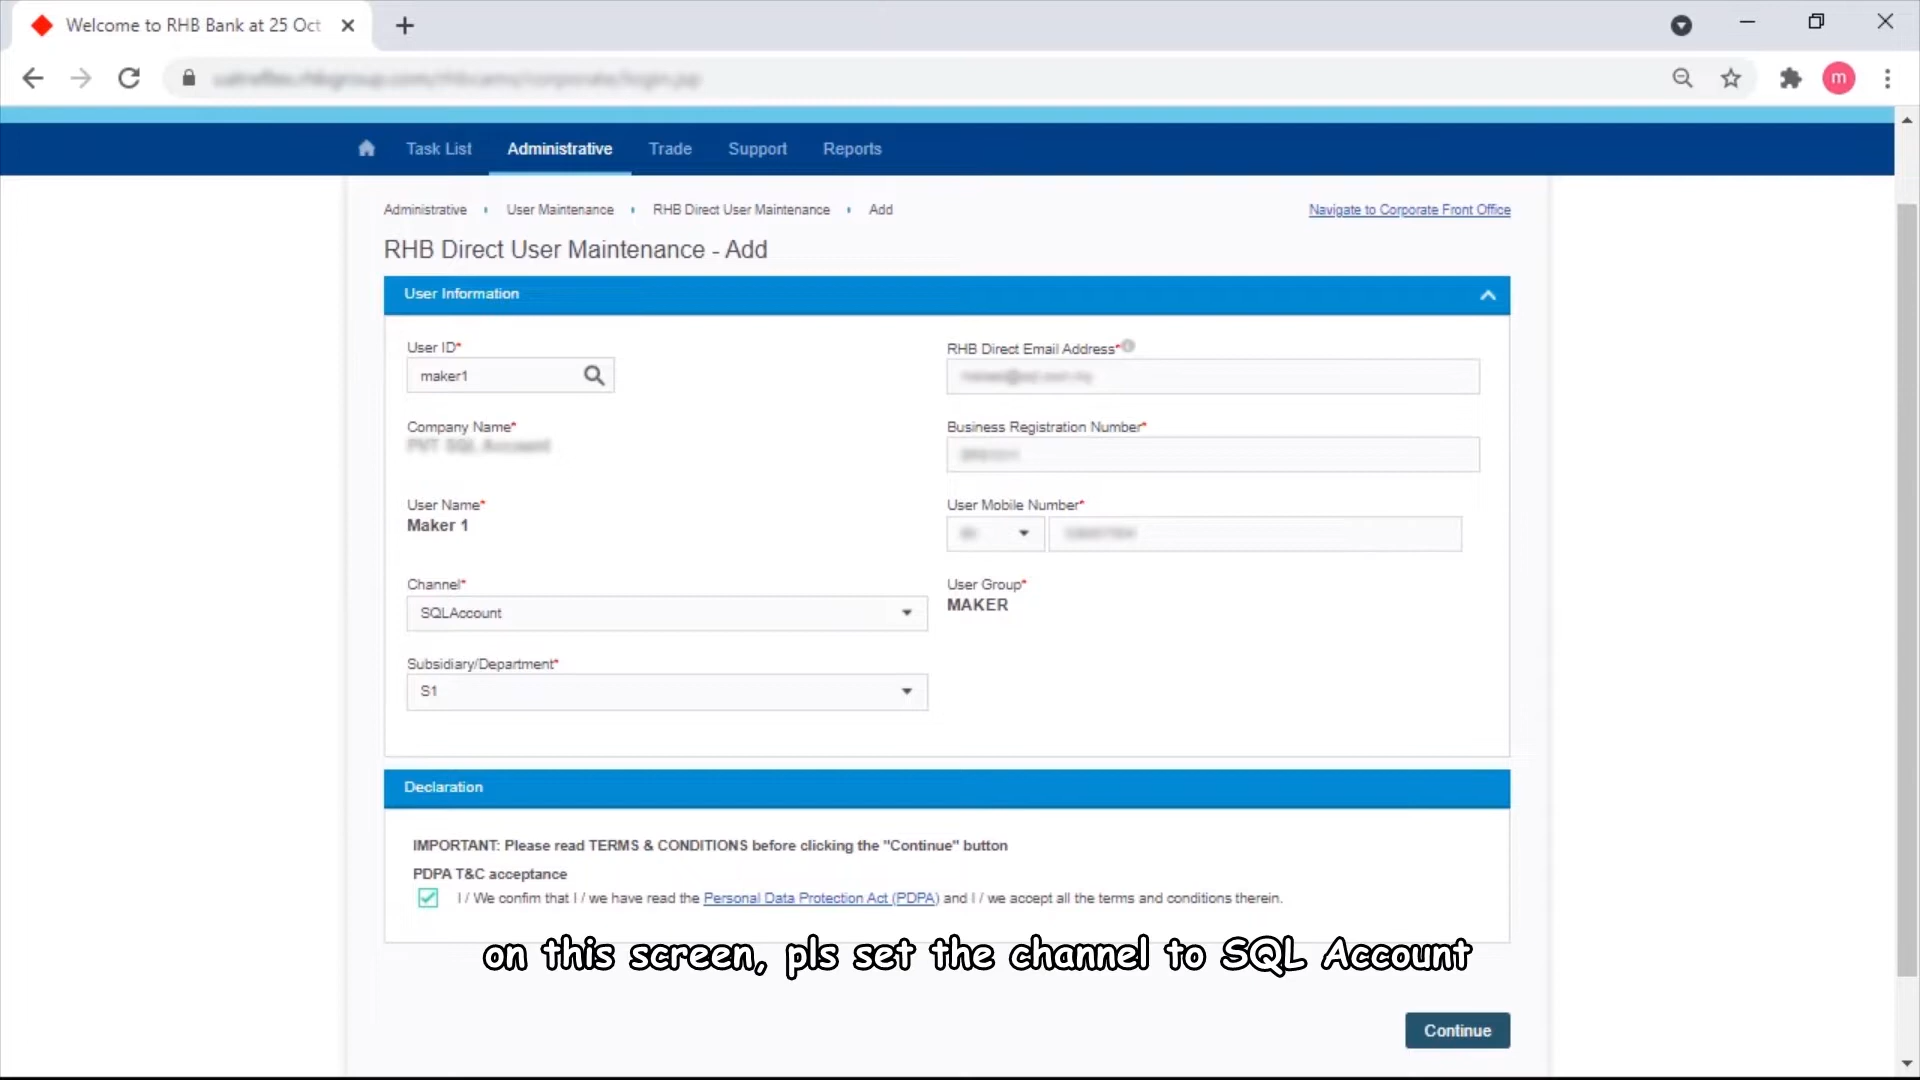 Welcome to RHB Bank at 25 Oct
m
Task List
Administrative
Trade
Support
Reports
Administrative
User Maintenance
RHB Direct User Maintenance
Add
Navigate to Corporate Front Office
RHB Direct User Maintenance - Add
User Information
User ID*
RHB Direct Email Address*
maker1
Company Name*
Business Registration Number*
PVT SQL Account
User Name*
User Mobile Number*
Maker 1
Channel*
User Group*
SQLAccount
MAKER
Subsidiary/Department*
S1
Declaration
IMPORTANT: Please read TERMS & CONDITIONS before clicking the "Continue" button
PDPA T&C acceptance
I / We confim that I / we have read the Personal Data Protection Act (PDPA) and I / we accept all the terms and conditions therein.
on this screen, pls set the channel to SQL Account
Continue